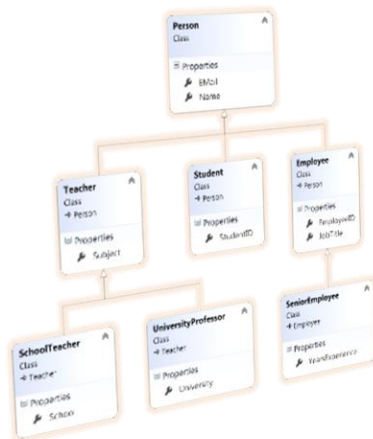 Person
Class
Properties
EMail
Name
Teacher
Class
Person
Properties
Subject
Student
Class
Person
Properties
StudentID
Employee
Class
Person
Properties
EmployeeID
JobTitle
SchoolTeacher
Class
Teacher
Properties
School
UniversityProfessor
Class
Teacher
Properties
University
SeniorEmployee
Class
Employee
Properties
YearsExperience